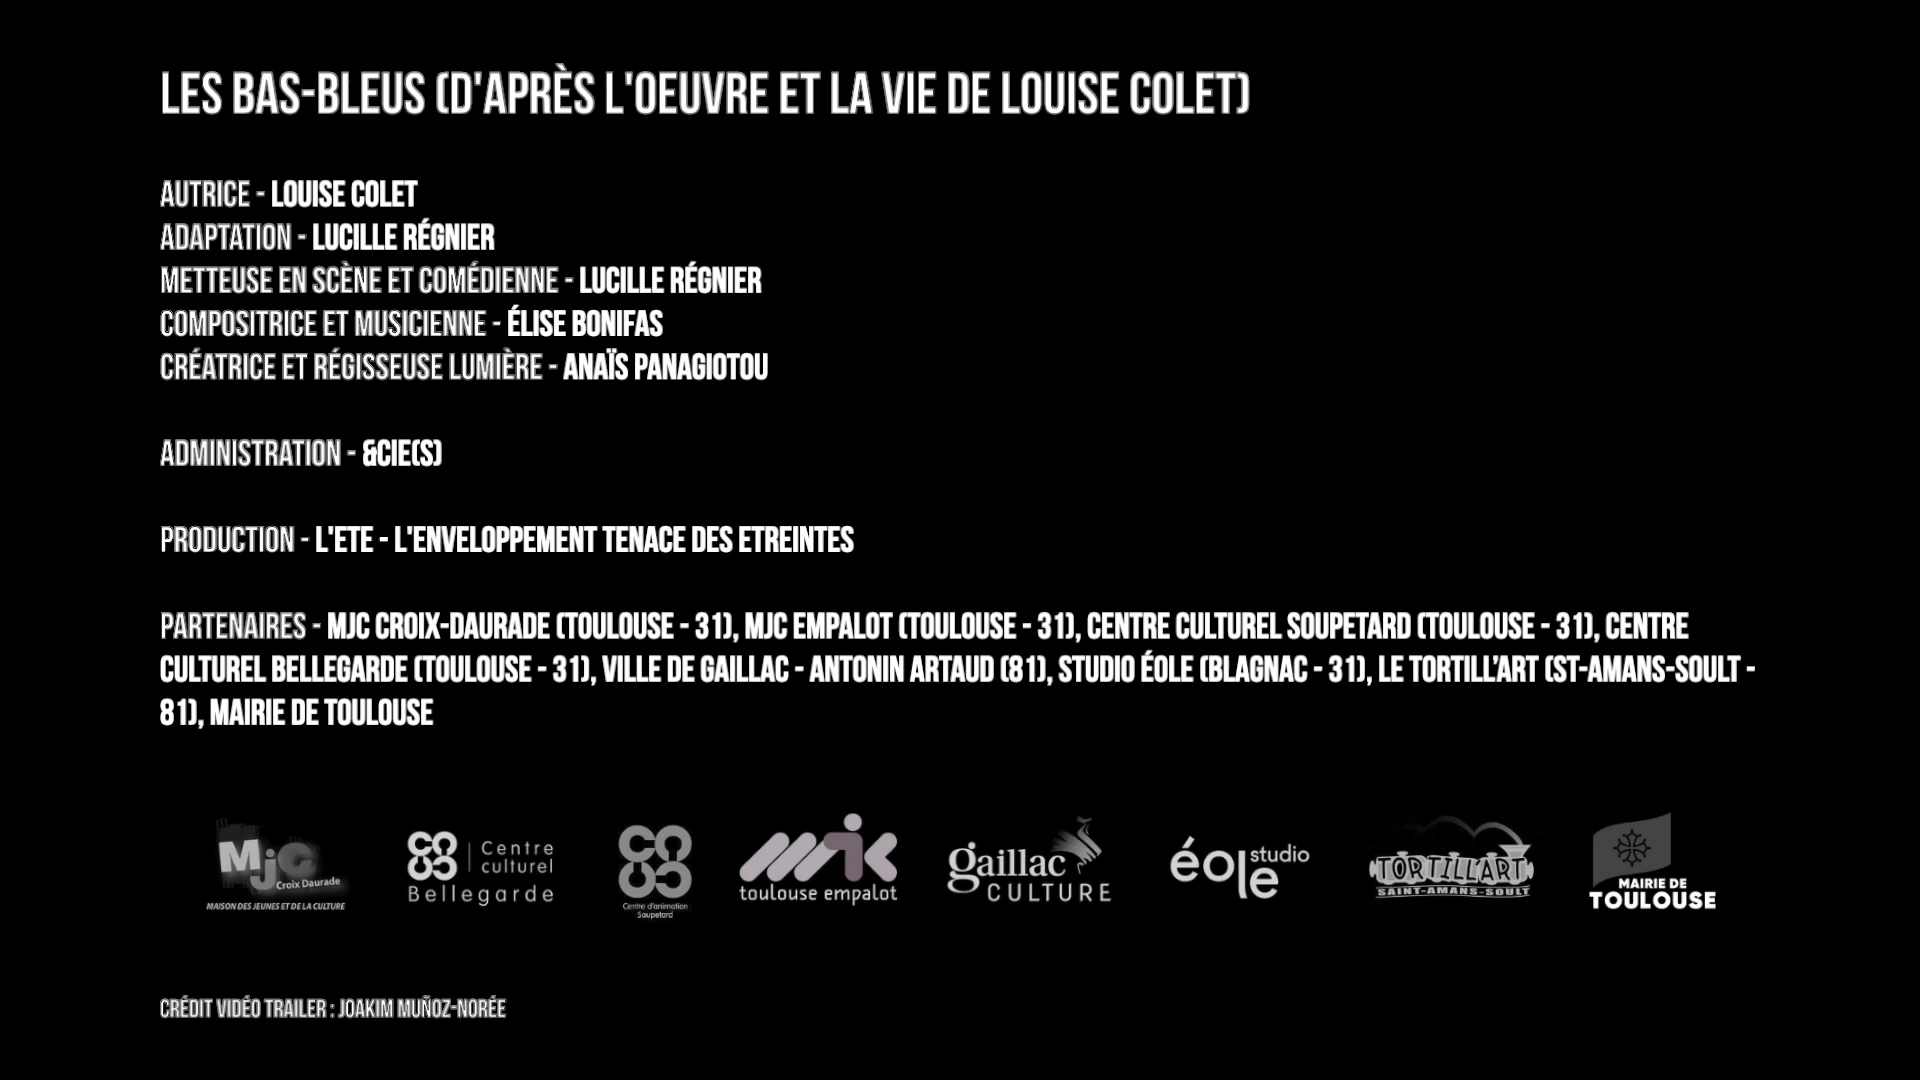 LES BAS-BLEUS (D'APRÈS L'OEUVRE ET LA VIE DE LOUISE COLET)
AUTRICE - LOUISE COLET
ADAPTATION - LUCILLE RÉGNIER
METTEUSE EN SCÈNE ET COMÉDIENNE - LUCILLE RÉGNIER
COMPOSITRICE ET MUSICIENNE - ÉLISE BONIFAS
CRÉATRICE ET RÉGISSEUSE LUMIÈRE - ANAÏS PANAGIOTOU
ADMINISTRATION - &CIE(S)
PRODUCTION - L'ETE - L'ENVELOPPEMENT TENACE DES ETREINTES
PARTENAIRES - MJC CROIX-DAURADE (TOULOUSE - 31), MJC EMPALOT (TOULOUSE - 31), CENTRE CULTUREL SOUPETARD (TOULOUSE - 31), CENTRE
CULTUREL BELLEGARDE (TOULOUSE - 31), VILLE DE GAILLAC - ANTONIN ARTAUD (81), STUDIO ÉOLE (BLAGNAC - 31), LE TORTILL’ART (ST-AMANS-SOULT -
81), MAIRIE DE TOULOUSE
MJC
Croix Daurade
MAISON DES JEUNES ET DE LA CULTURE
Centre
culturel
Bellegarde
Centre d'animation
Soupetard
toulouse empalot
gaillac
CULTURE
éole
studio
TORTILL'ART
SAINT-AMANS-SOULT
MAIRIE DE
TOULOUSE
CRÉDIT VIDÉO TRAILER : JOAKIM MUÑOZ-NORÉE